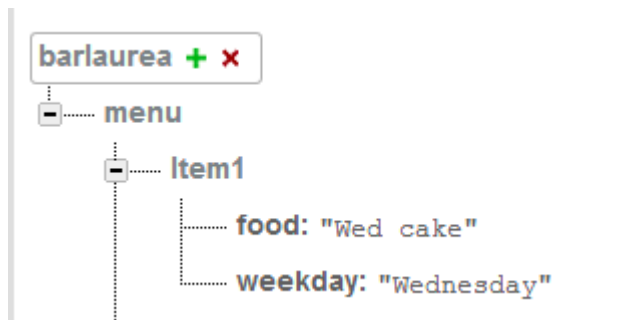 barlaurea
menu
Item1
food: "Wed cake"
weekday: "Wednesday"